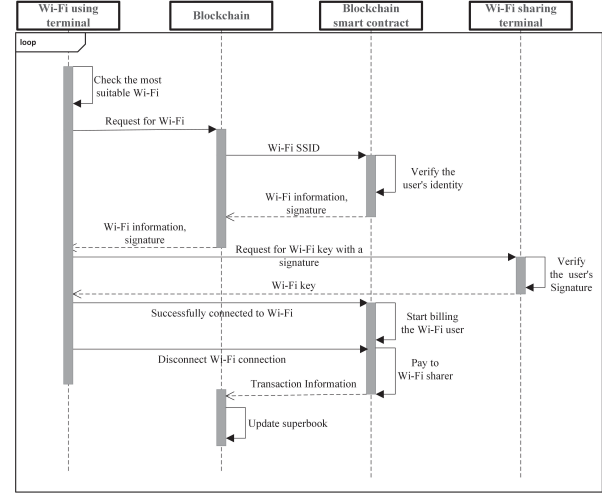 Wi-Fi using
terminal
Blockchain
Blockchain
smart contract
Wi-Fi sharing
terminal
loop
Check the most
suitable Wi-Fi
Request for Wi-Fi
Wi-Fi SSID
Verify the
user's identity
Wi-Fi information,
signature
Wi-Fi information,
signature
Request for Wi-Fi key with a
signature
Verify
the user's
Signature
Wi-Fi key
Successfully connected to Wi-Fi
Start billing
the Wi-Fi user
Disconnect Wi-Fi connection
Pay to
Wi-Fi sharer
Transaction Information
Update superbook